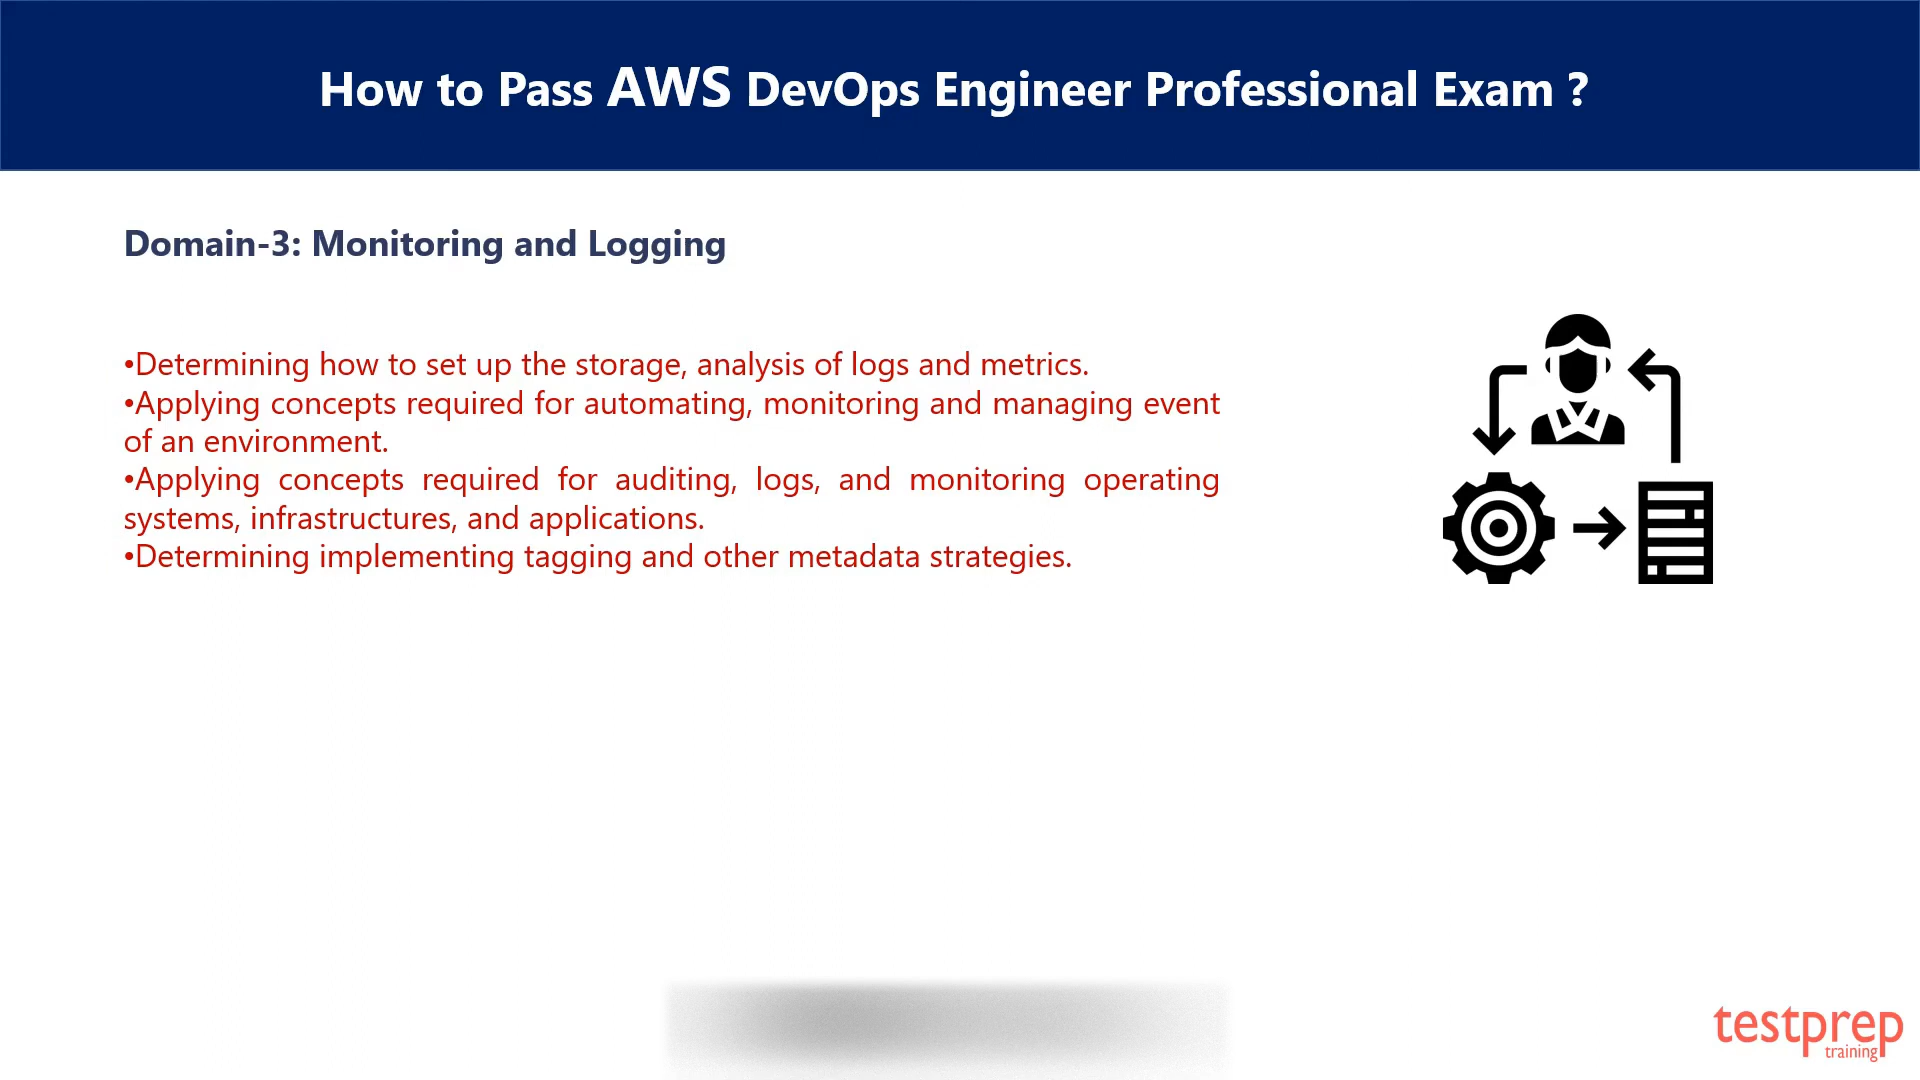 How to Pass AWS DevOps Engineer Professional Exam ?
Domain-3: Monitoring and Logging
•Determining how to set up the storage, analysis of logs and metrics.
•Applying concepts required for automating, monitoring and managing event
of an environment.
•Applying concepts required for auditing, logs, and monitoring operating
systems, infrastructures, and applications.
•Determining implementing tagging and other metadata strategies.
testprep
training